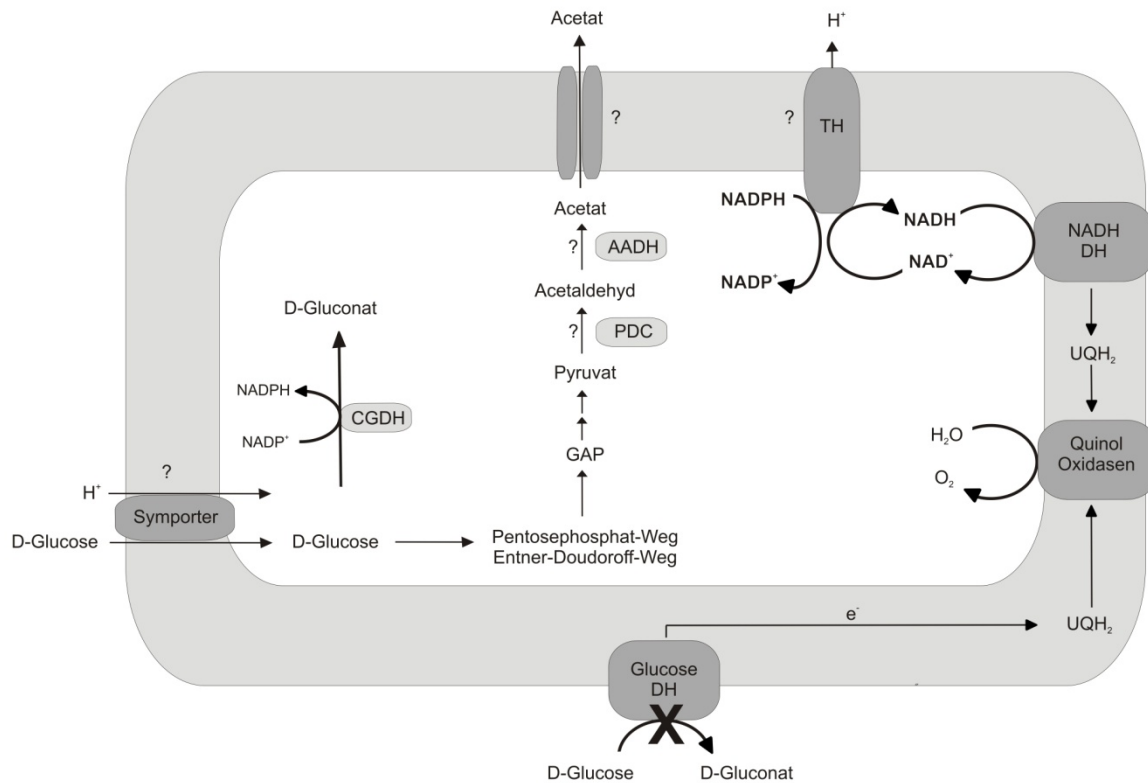 Acetat
H⁺
?
?
TH
NADPH
NADP⁺
NADH
NAD⁺
NADH
DH
UQH₂
Quinol
Oxidasen
H₂O
O₂
UQH₂
Acetat
?
AADH
Acetaldehyd
?
PDC
Pyruvat
GAP
Pentosephosphat-Weg
Entner-Doudoroff-Weg
D-Gluconat
NADPH
NADP⁺
CGDH
?
H⁺
Symporter
D-Glucose
D-Glucose
e⁻
Glucose
DH
X
D-Glucose
D-Gluconat